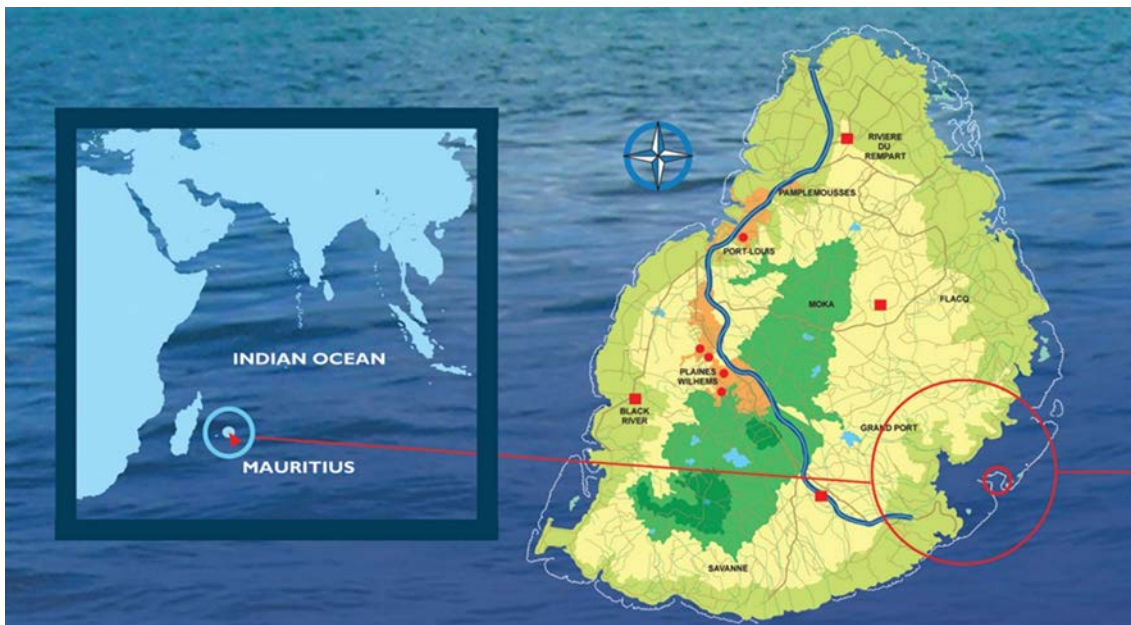 INDIAN OCEAN
MAURITIUS
RIVIERE
DU
REMPART
PAMPLEMOUSSES
PORT-LOUIS
MOKA
FLACQ
PLAINES
WILHEMS
BLACK
RIVER
GRAND PORT
SAVANNE